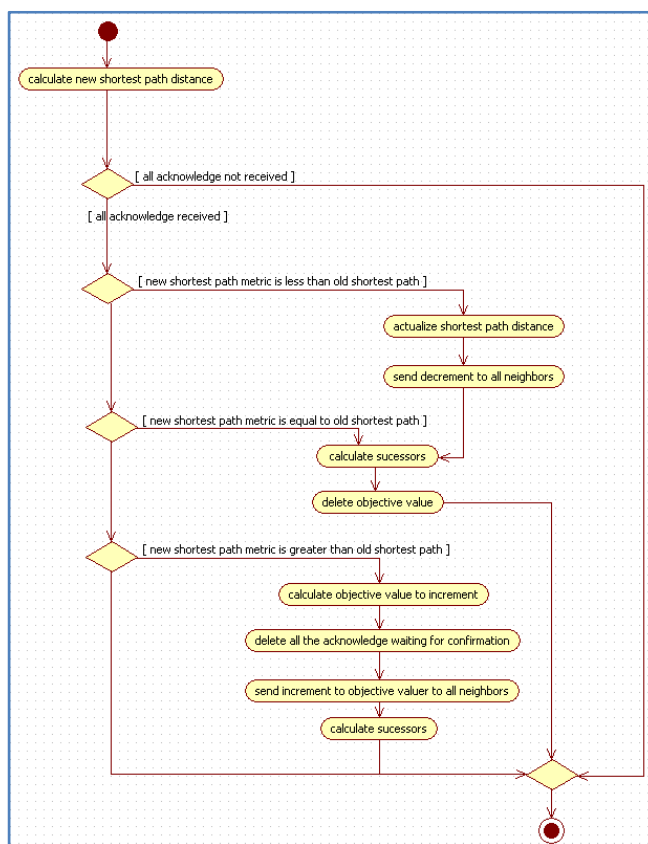 calculate new shortest path distance
[ all acknowledge not received ]
[ all acknowledge received ]
[ new shortest path metric is less than old shortest path ]
actualize shortest path distance
send decrement to all neighbors
[ new shortest path metric is equal to old shortest path ]
calculate sucessors
delete objective value
[ new shortest path metric is greater than old shortest path ]
calculate objective value to increment
delete all the acknowledge waiting for confirmation
send increment to objective valuer to all neighbors
calculate sucessors